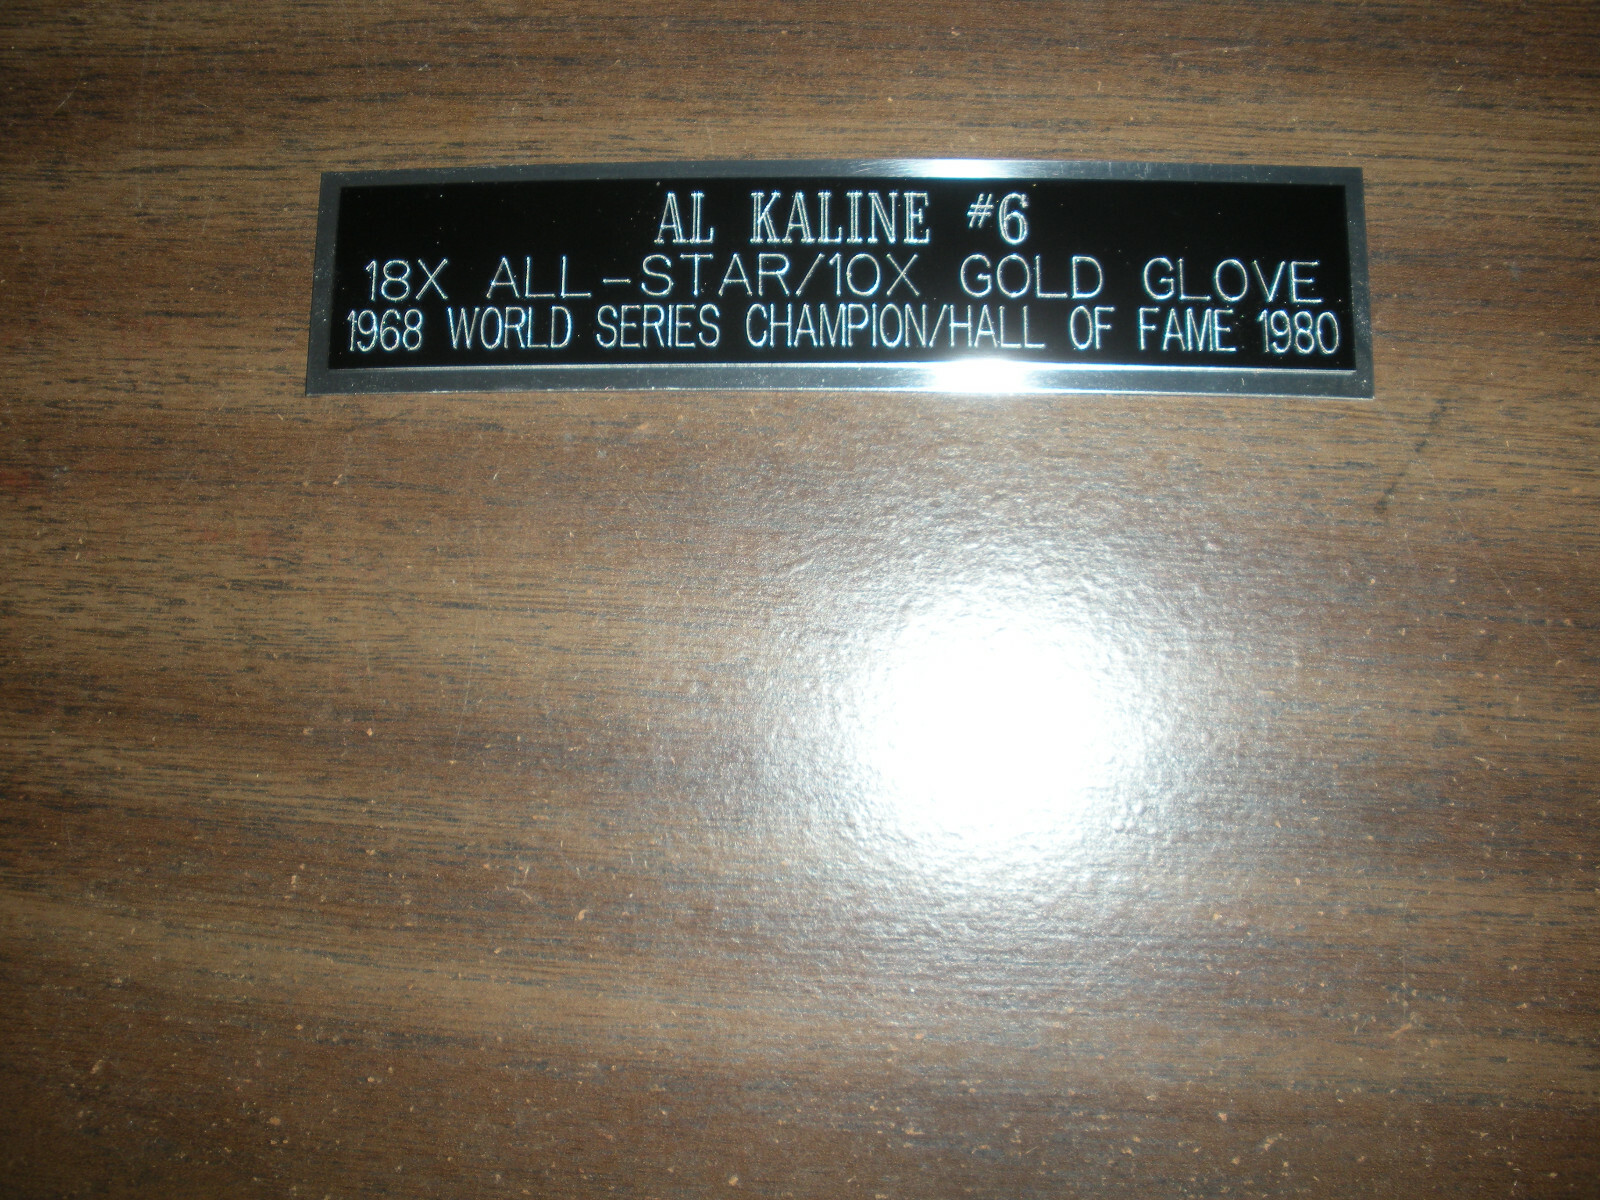 AL KALINE #6
18X ALL-STAR/10X GOLD GLOVE
1968 WORLD SERIES CHAMPION/HALL OF FAME 1980